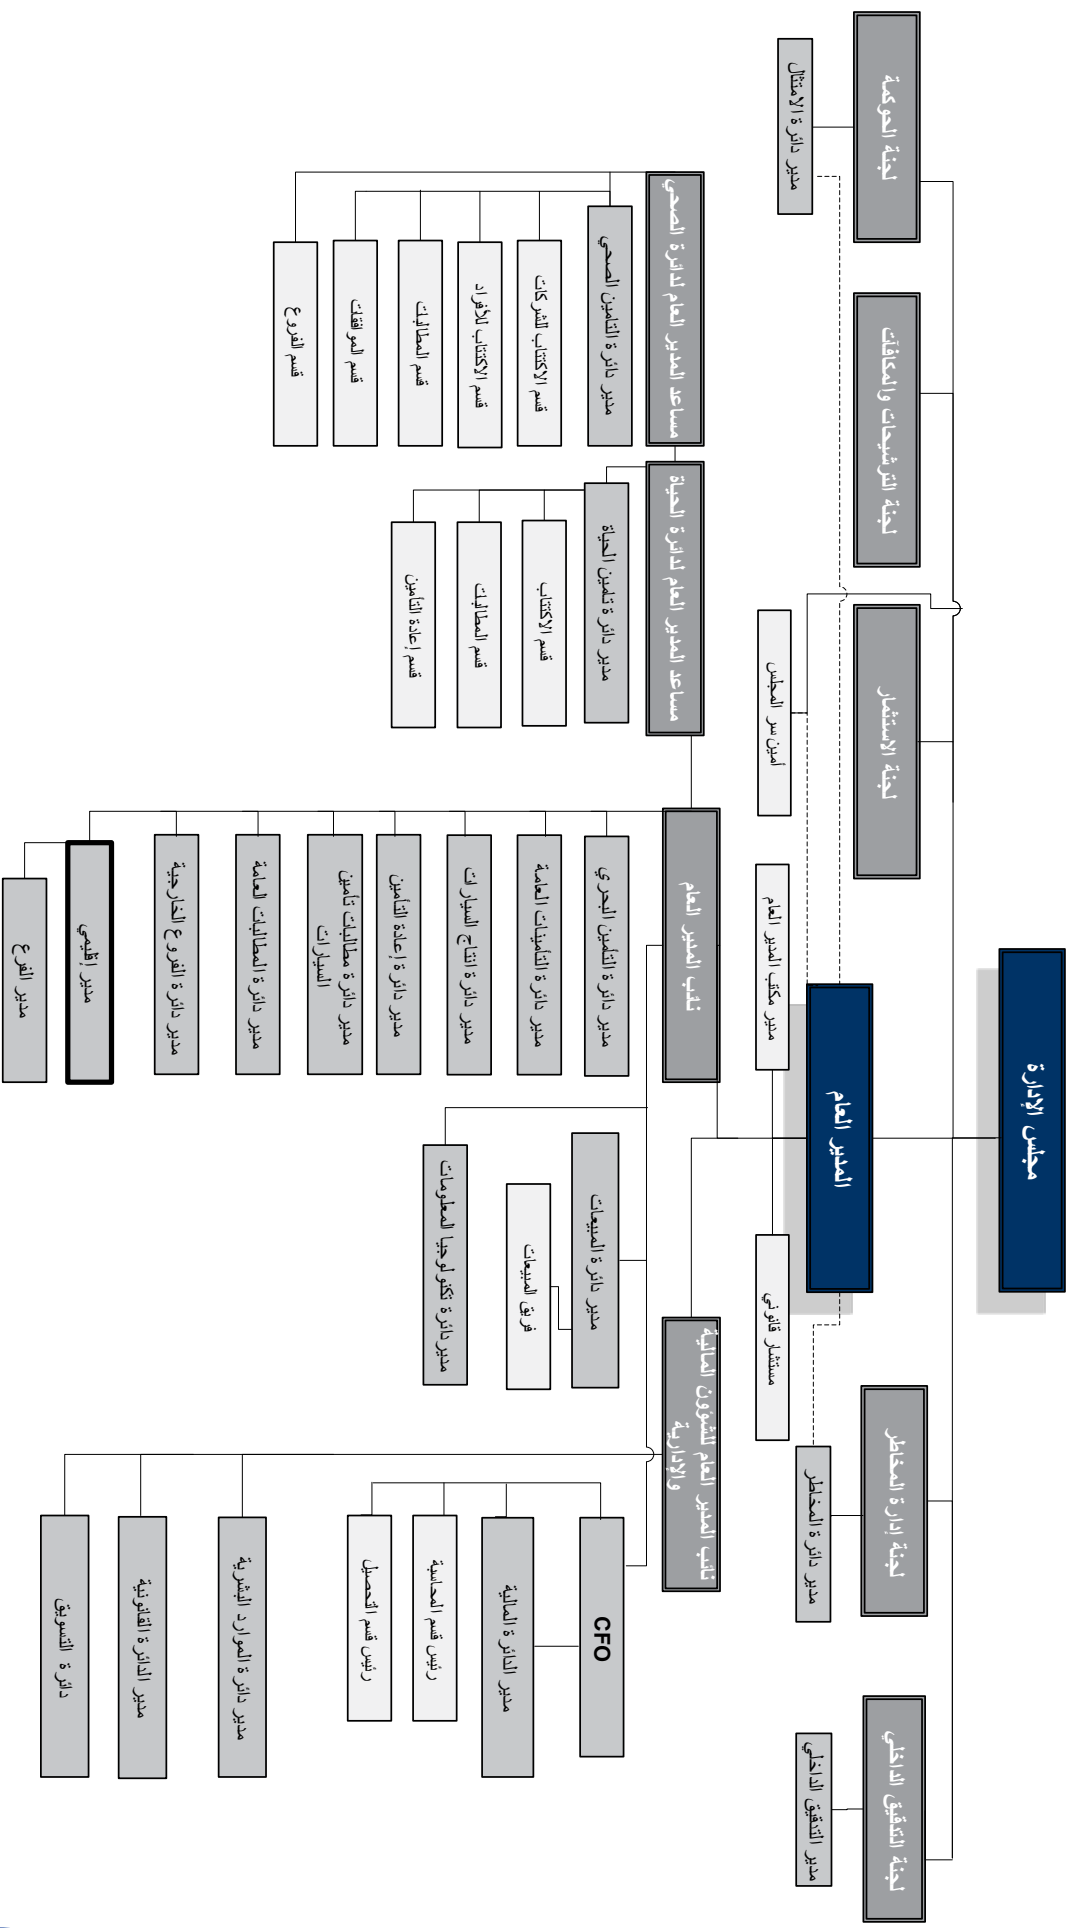 مجلس الإدارة
لجنة التدقيق الداخلي
لجنة إدارة المخاطر
لجنة الاستثمار
لجنة الترشيحات والمكافآت
لجنة الحوكمة
مدير التدقيق الداخلي
مدير دائرة المخاطر
مدير دائرة الامتثال
أمين سر المجلس
المدير العام
مستشار قانوني
مدير مكتب المدير العام
نائب المدير العام للشؤون المالية
والإدارية
نائب المدير العام
مساعد المدير العام لدائرة الحياة
مساعد المدير العام لدائرة الصحي
CFO
مدير الدائرة المالية
رئيس قسم المحاسبة
رئيس قسم التحصيل
مدير دائرة الموارد البشرية
مدير الدائرة القانونية
دائرة التسويق
مدير دائرة المبيعات
فريق المبيعات
مديردائرة تكنولوجيا المعلومات
مدير دائرة التأمين البحري
مدير دائرة التأمينات العامة
مدير دائرة انتاج السيارات
مدير دائرة إعادة التأمين
مدير دائرة مطالبات تأمين
السيارات
مدير دائرة المطالبات العامة
مدير دائرة الفروع الخارجية
مدير إقليمي
مدير الفرع
مدير دائرة تأمين الحياة
قسم الاكتتاب
قسم المطالبات
قسم إعادة التأمين
مدير دائرة التامين الصحي
قسم الاكتتاب للشركات
قسم الاكتتاب للأفراد
قسم المطالبات
قسم الموافقات
قسم الفروع